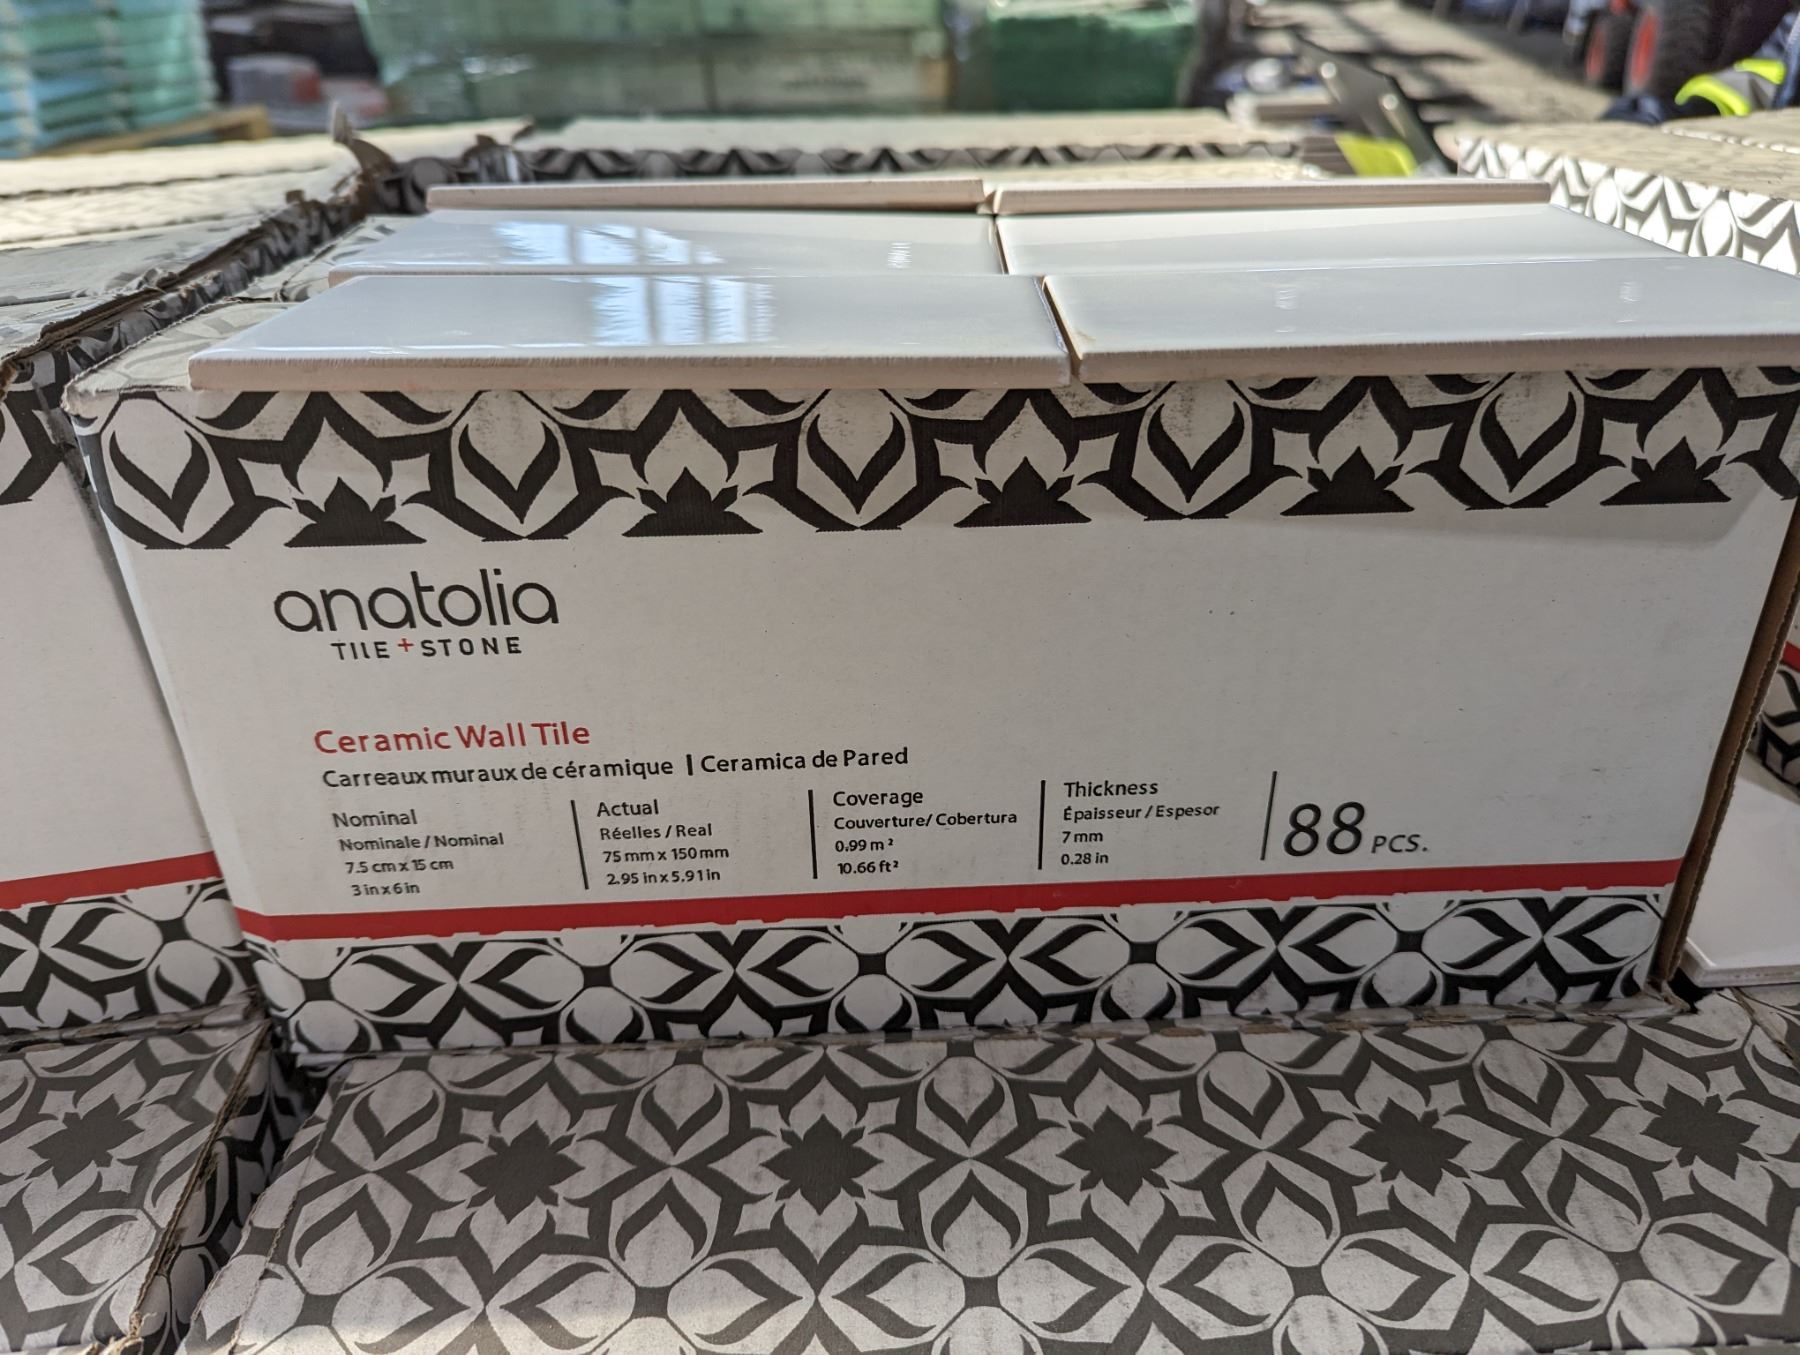 anatolia
TILE + STONE
Ceramic Wall Tile
Carreaux muraux de céramique | Ceramica de Pared
Nominal
Nominale / Nominal
7.5 cm x 15 cm
3 in x 6 in
Actual
Réelles / Real
75 mm x 150 mm
2.95 in x 5.91 in
Coverage
Couverture/ Cobertura
0.99 m²
10.66 ft²
Thickness
Épaisseur / Espesor
7 mm
0.28 in
88 PCS.